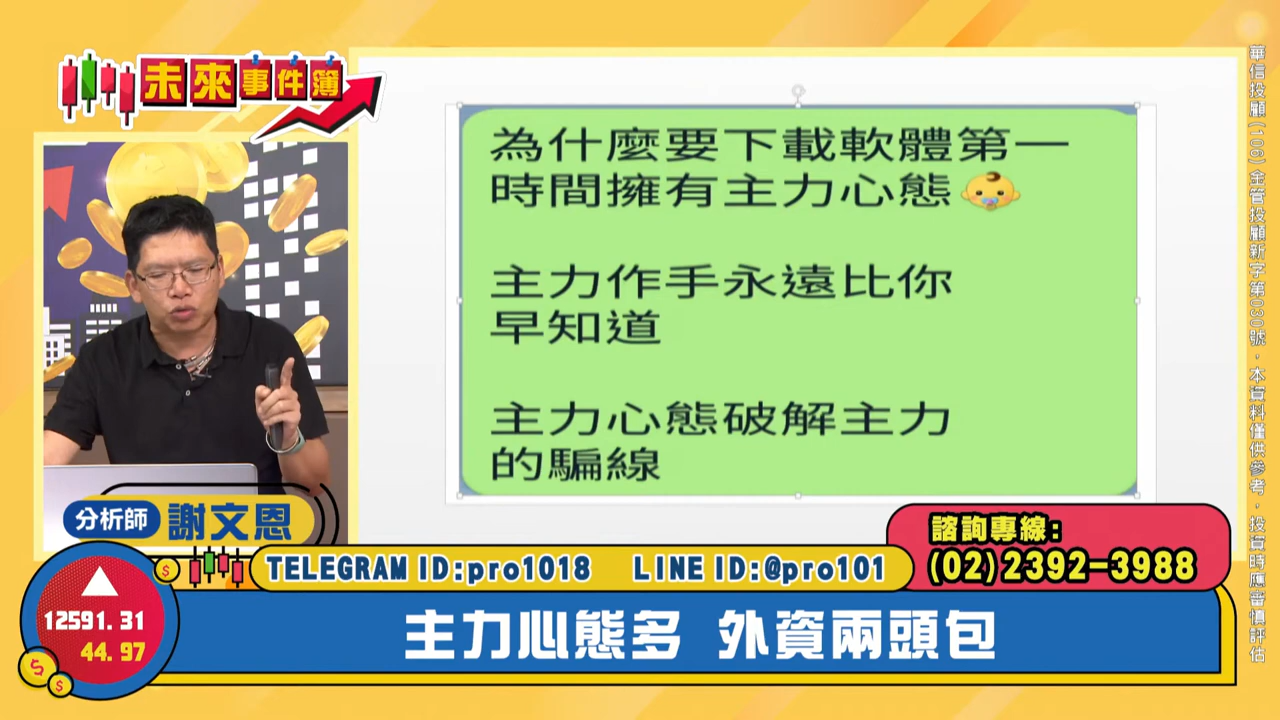 未來事件簿
為什麼要下載軟體第一
時間擁有主力心態
主力作手永遠比你
早知道
主力心態破解主力
的騙線
分析師 謝文恩
諮詢專線:
(02)2392-3988
TELEGRAM ID:pro1018 LINE ID:@pro101
12591.31
44.97
主力心態多 外資兩頭包
華信投顧(106)金管投顧新字第030號，本資料僅供參考，投資時應審慎評估